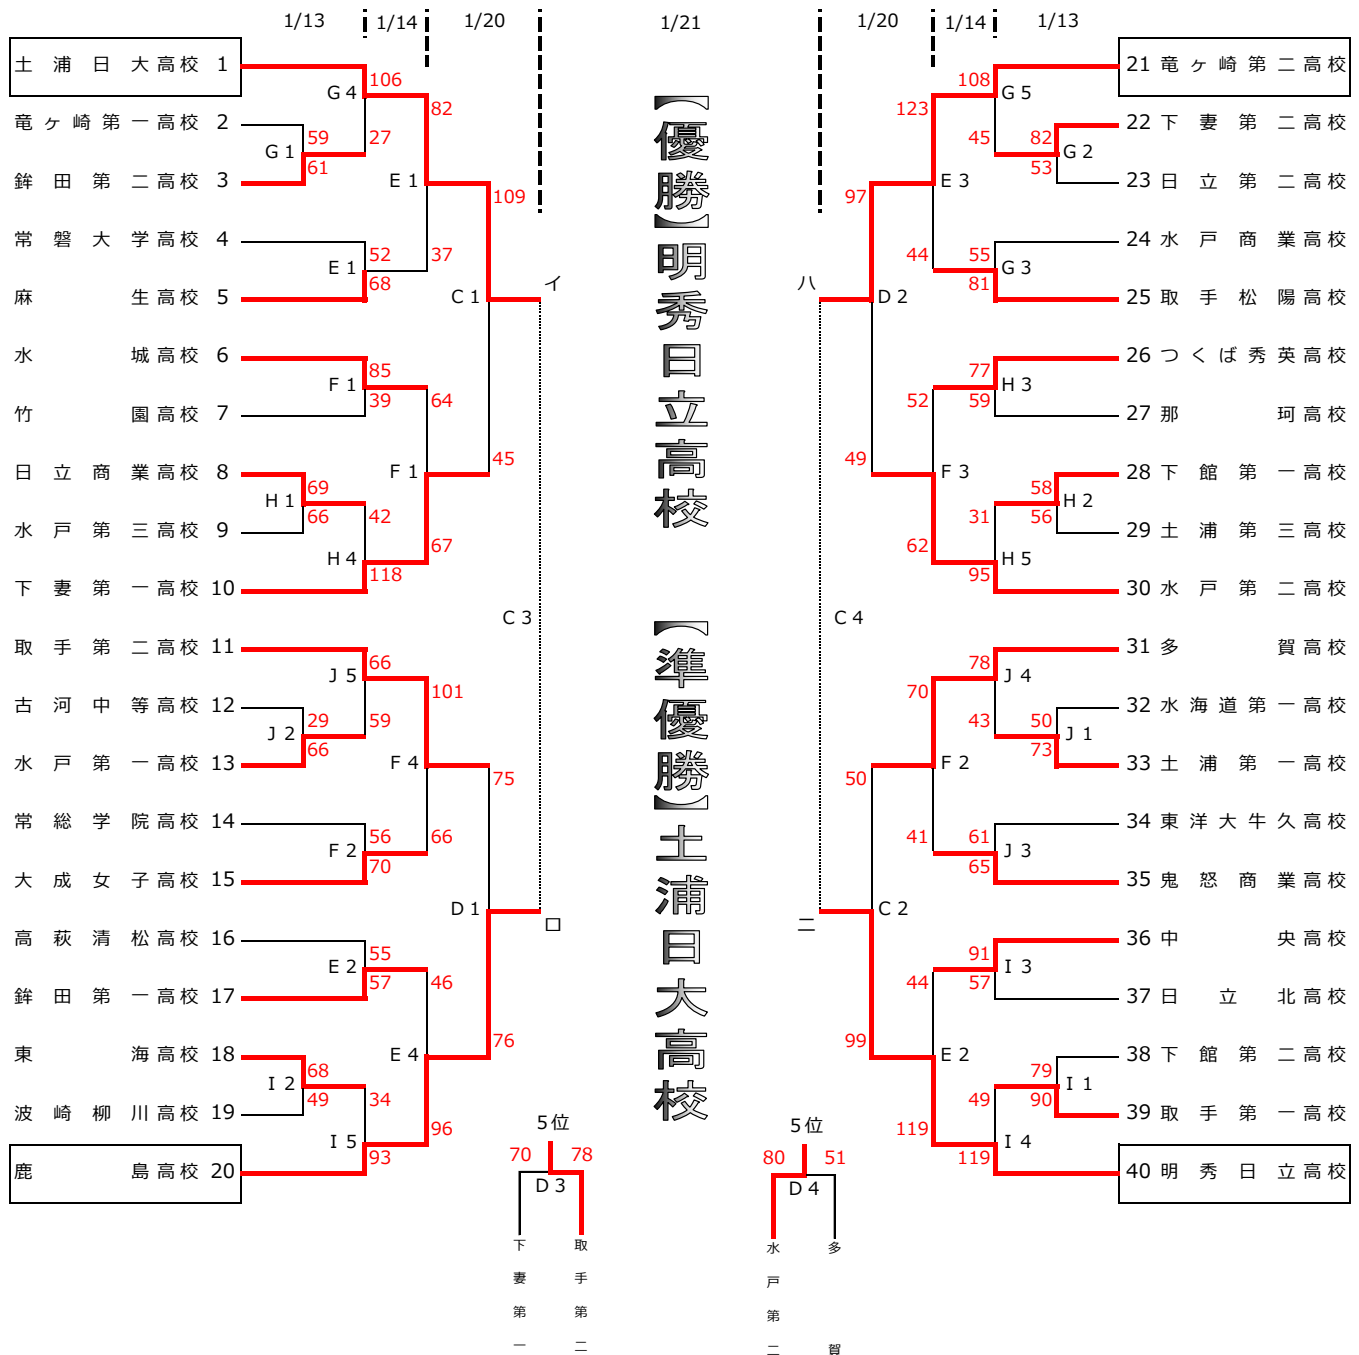 1/13 1/14 1/20 1/21 1/20 1/14 1/13
土浦日大高校 1
竜ヶ崎第一高校 2
鉾田第二高校 3
常磐大学高校 4
麻生高校 5
水城高校 6
竹園高校 7
日立商業高校 8
水戸第三高校 9
下妻第一高校 10
取手第二高校 11
古河中等高校 12
水戸第一高校 13
常総学院高校 14
大成女子高校 15
高萩清松高校 16
鉾田第一高校 17
東海高校 18
波崎柳川高校 19
鹿島高校 20
G4 106 27
G1 59 61
E1 52 68
F1 85 39
H1 69 66
H4 42 118
J5 66 59
J2 29 66
F2 56 70
E2 55 57
I2 68 49
I5 34 93
E1 82 37
F1 64 67
F4 101 66
E4 46 96
C1 109 45
D1 75 76
イ
ロ
C3
【優勝】明秀日立高校
【準優勝】土浦日大高校
ハ
ニ
C4
D2 97 49
C2 50 99
E3 123 44
F3 52 62
F2 70 41
E2 44 119
G5 108 45
G2 82 53
G3 55 81
H3 77 59
H2 58 56
H5 31 95
J4 78 43
J1 50 73
J3 61 65
I3 91 57
I1 79 90
I4 49 119
21 竜ヶ崎第二高校
22 下妻第二高校
23 日立第二高校
24 水戸商業高校
25 取手松陽高校
26 つくば秀英高校
27 那珂高校
28 下館第一高校
29 土浦第三高校
30 水戸第二高校
31 多賀高校
32 水海道第一高校
33 土浦第一高校
34 東洋大牛久高校
35 鬼怒商業高校
36 中央高校
37 日立北高校
38 下館第二高校
39 取手第一高校
40 明秀日立高校
5位
70 78
D3
下妻第一
取手第二
5位
80 51
D4
水戸第二
多賀